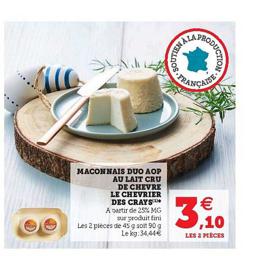 SOUTIEN À LA PRODUCTION
FRANÇAISE
MACONNAIS DUO AOP
AU LAIT CRU
DE CHEVRE
LE CHEVRIER
DES CRAYS
A partir de 25% MG
sur produit fini
Les 2 pièces de 45 g soit 90 g
Le kg: 34,44€
3,10 €
LES 2 PIÈCES